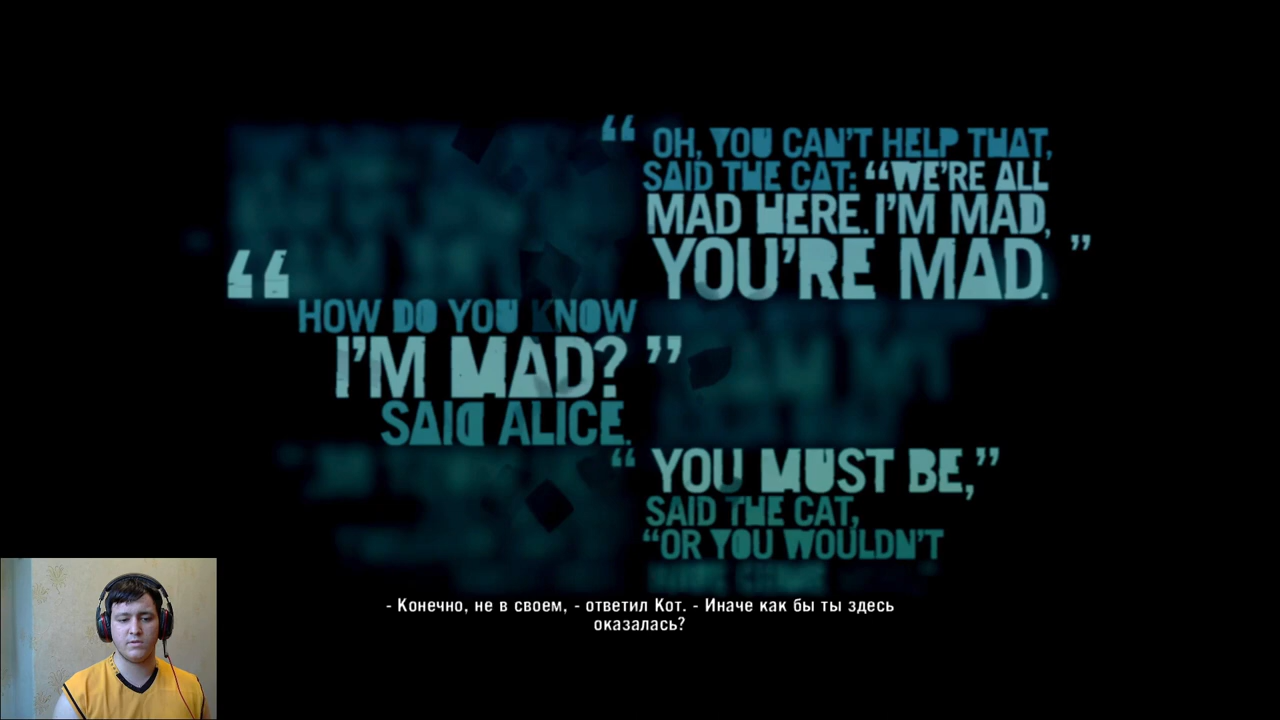 “ OH, YOU CAN’T HELP THAT,
SAID THE CAT: “WE’RE ALL
MAD HERE. I’M MAD,
YOU’RE MAD. ”
“ HOW DO YOU KNOW
I’M MAD? ”
SAID ALICE.
“ YOU MUST BE,”
SAID THE CAT,
“OR YOU WOULDN’T
- Конечно, не в своем, - ответил Кот. - Иначе как бы ты здесь
оказалась?